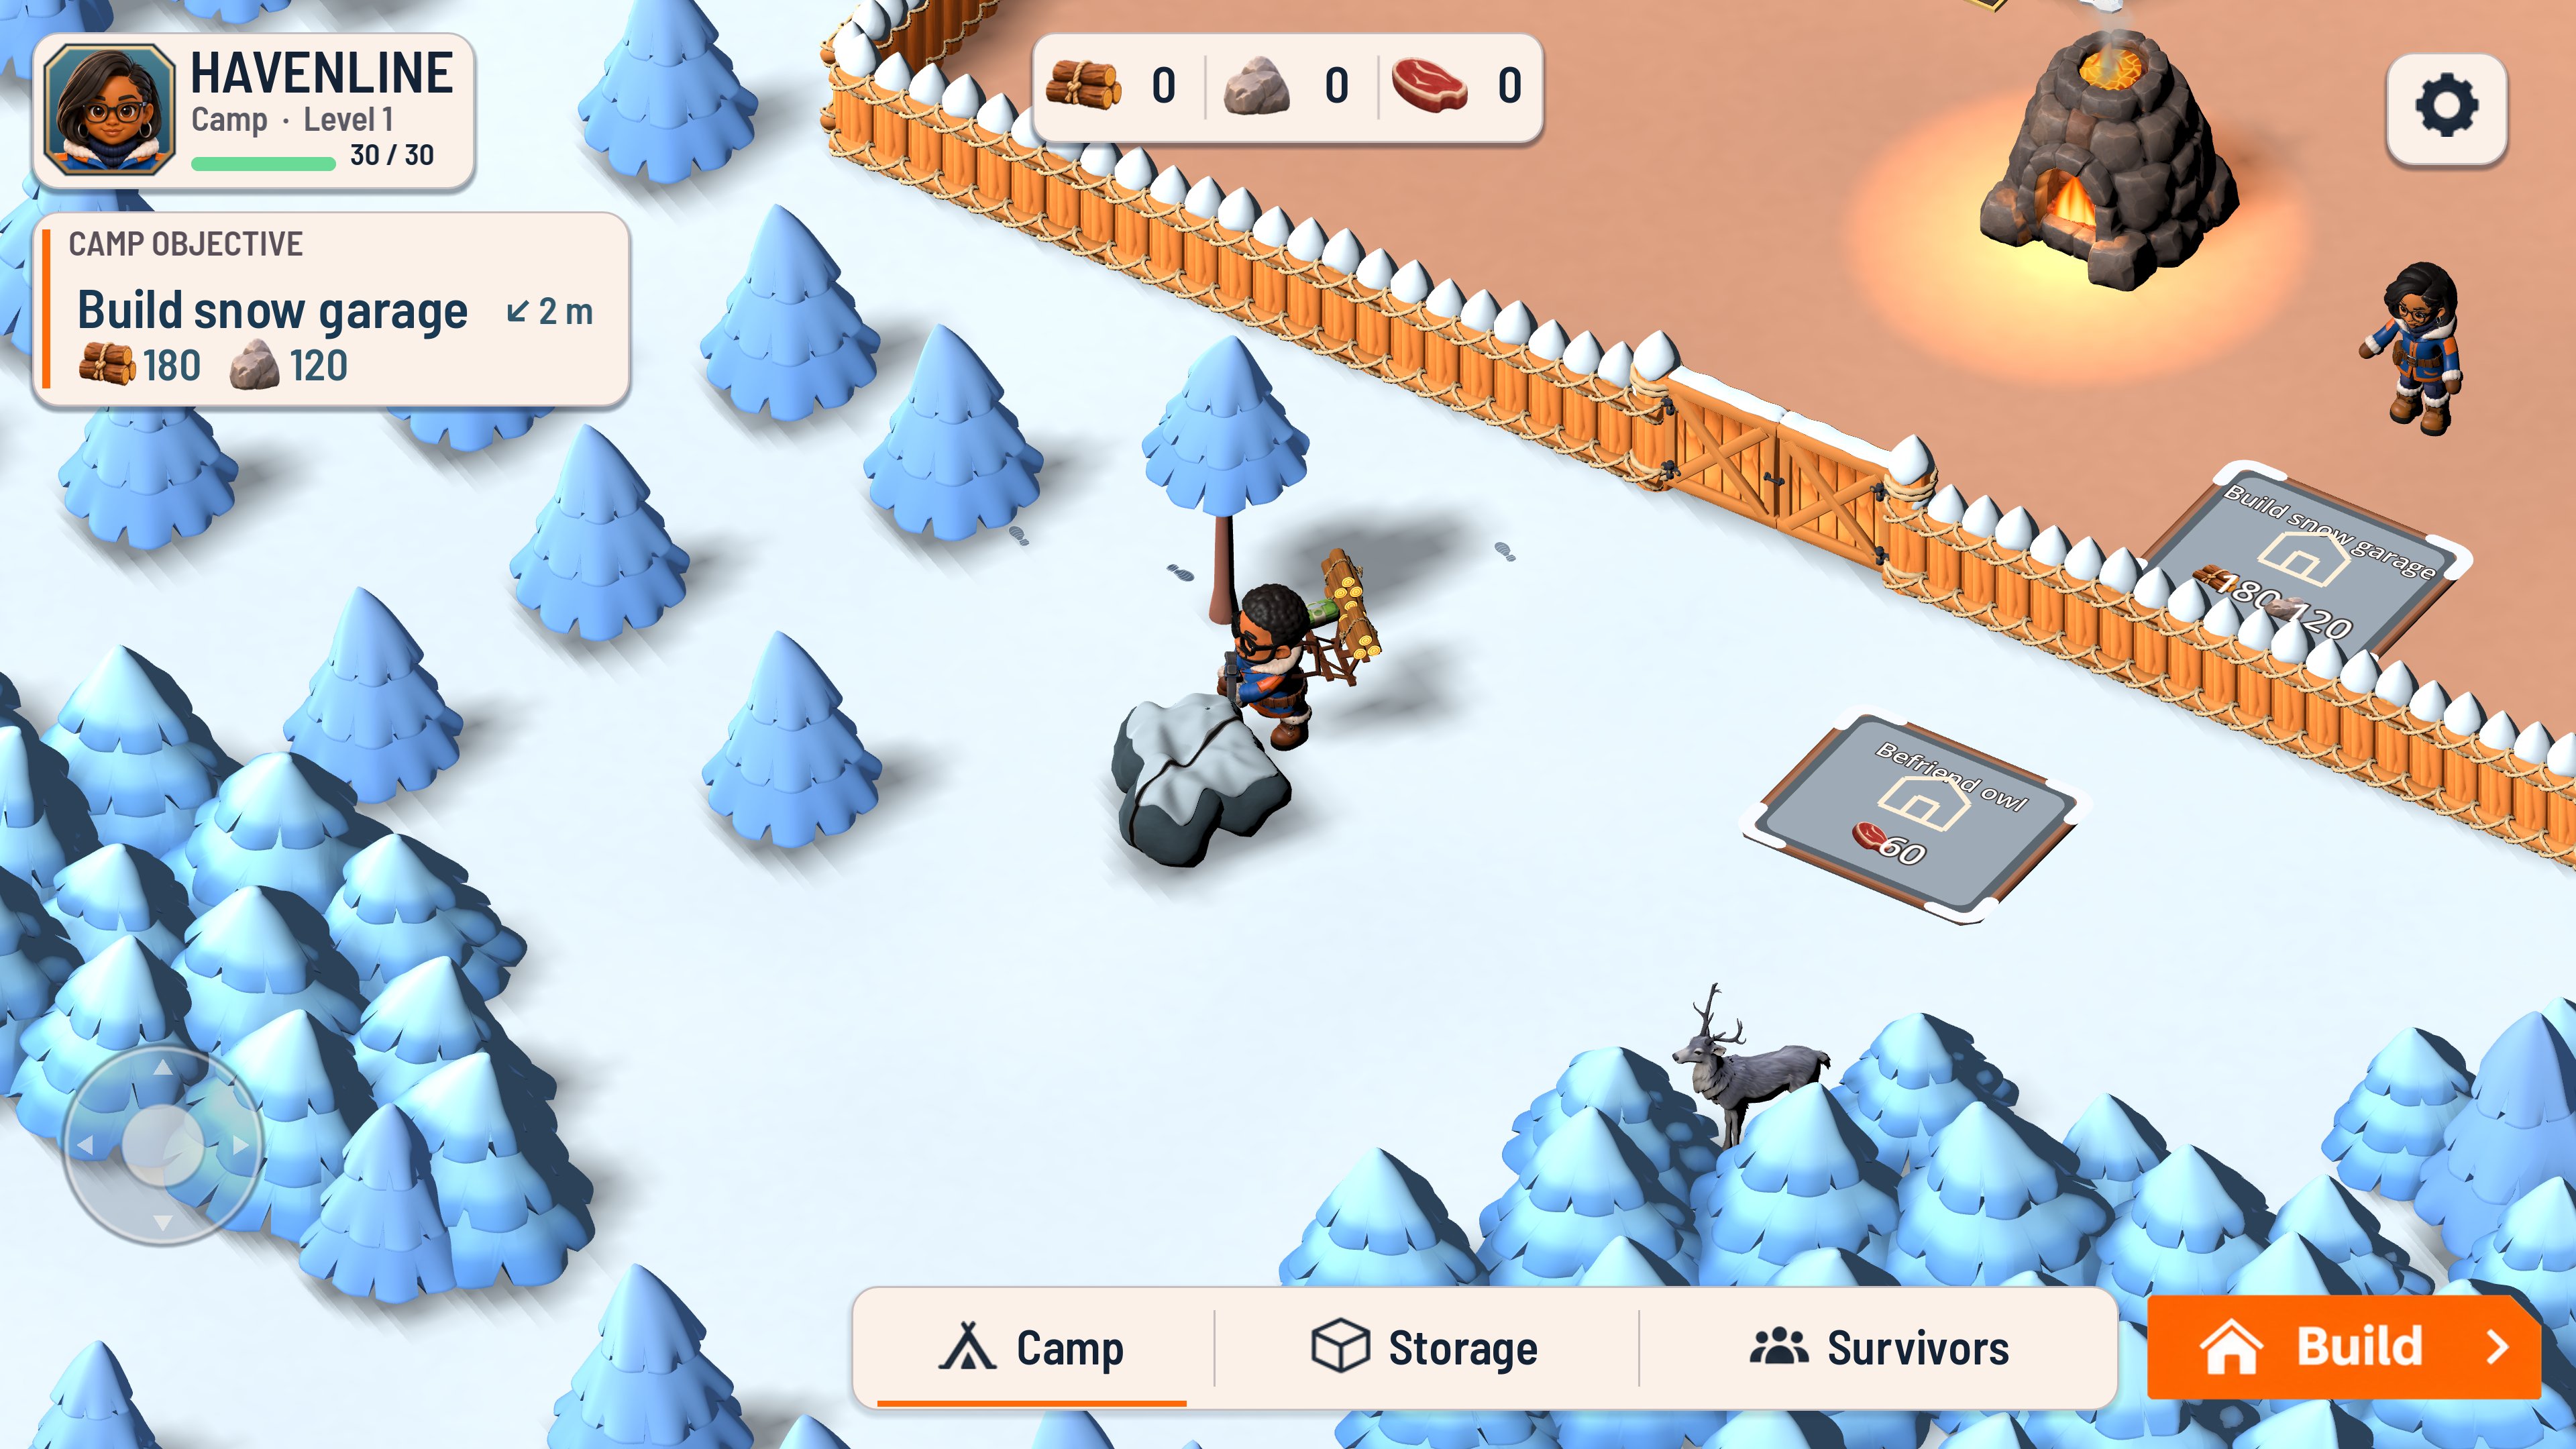 HAVENLINE
Camp · Level 1
30 / 30
0 0 0
CAMP OBJECTIVE
Build snow garage ↙ 2 m
180 120
Build snow garage
180 120
Befriend owl
60
Camp Storage Survivors
Build